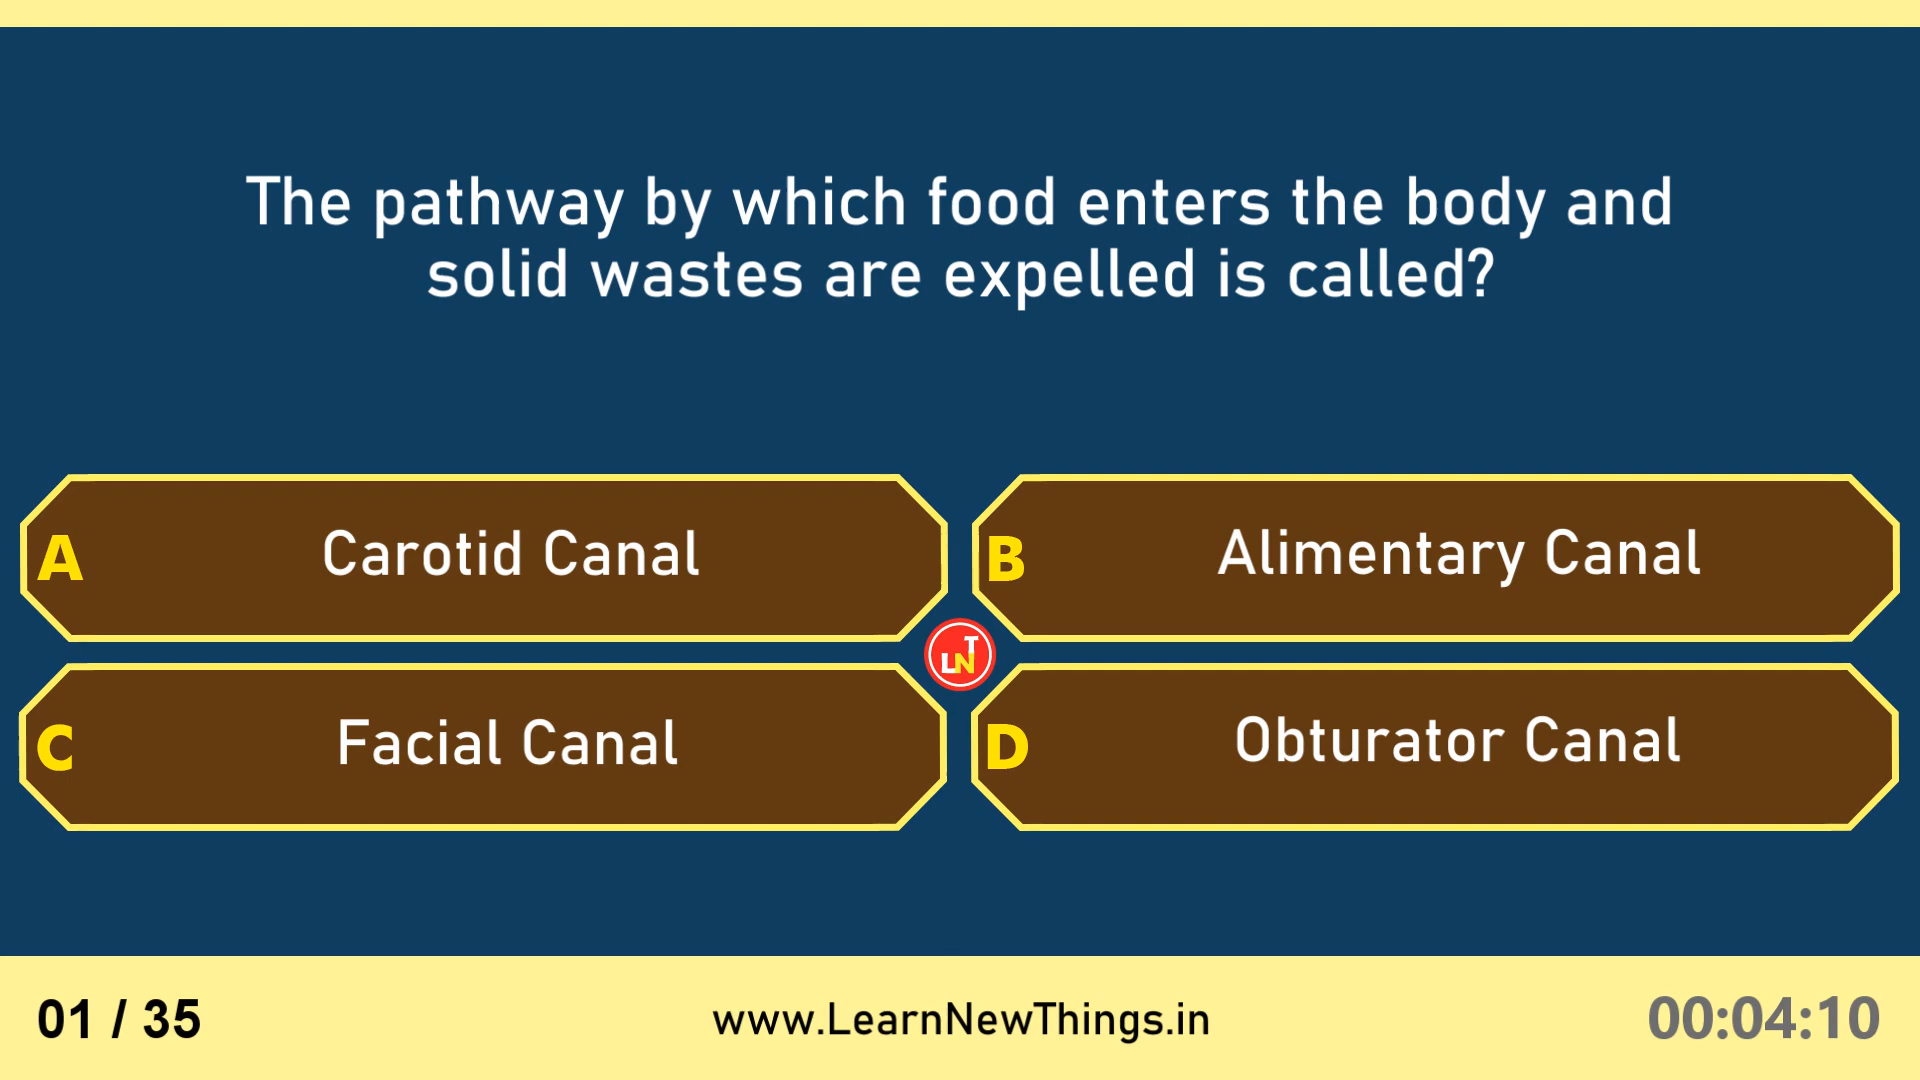 The pathway by which food enters the body and
solid wastes are expelled is called?
A Carotid Canal
B Alimentary Canal
LNT
C Facial Canal
D Obturator Canal
01 / 35
www.LearnNewThings.in
00:04:10